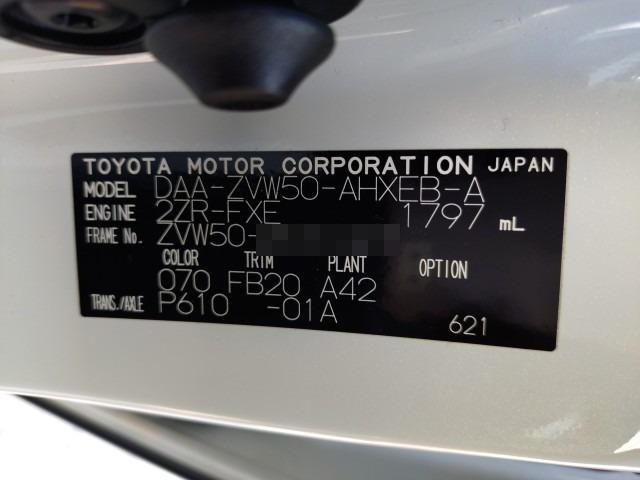 TOYOTA MOTOR CORPORATION JAPAN
MODEL DAA-ZVW50-AHXEB-A
ENGINE 2ZR-FXE 1797 mL
FRAME No. ZVW50-
COLOR TRIM PLANT OPTION
070 FB20 A42
TRANS./AXLE P610 -01A
621